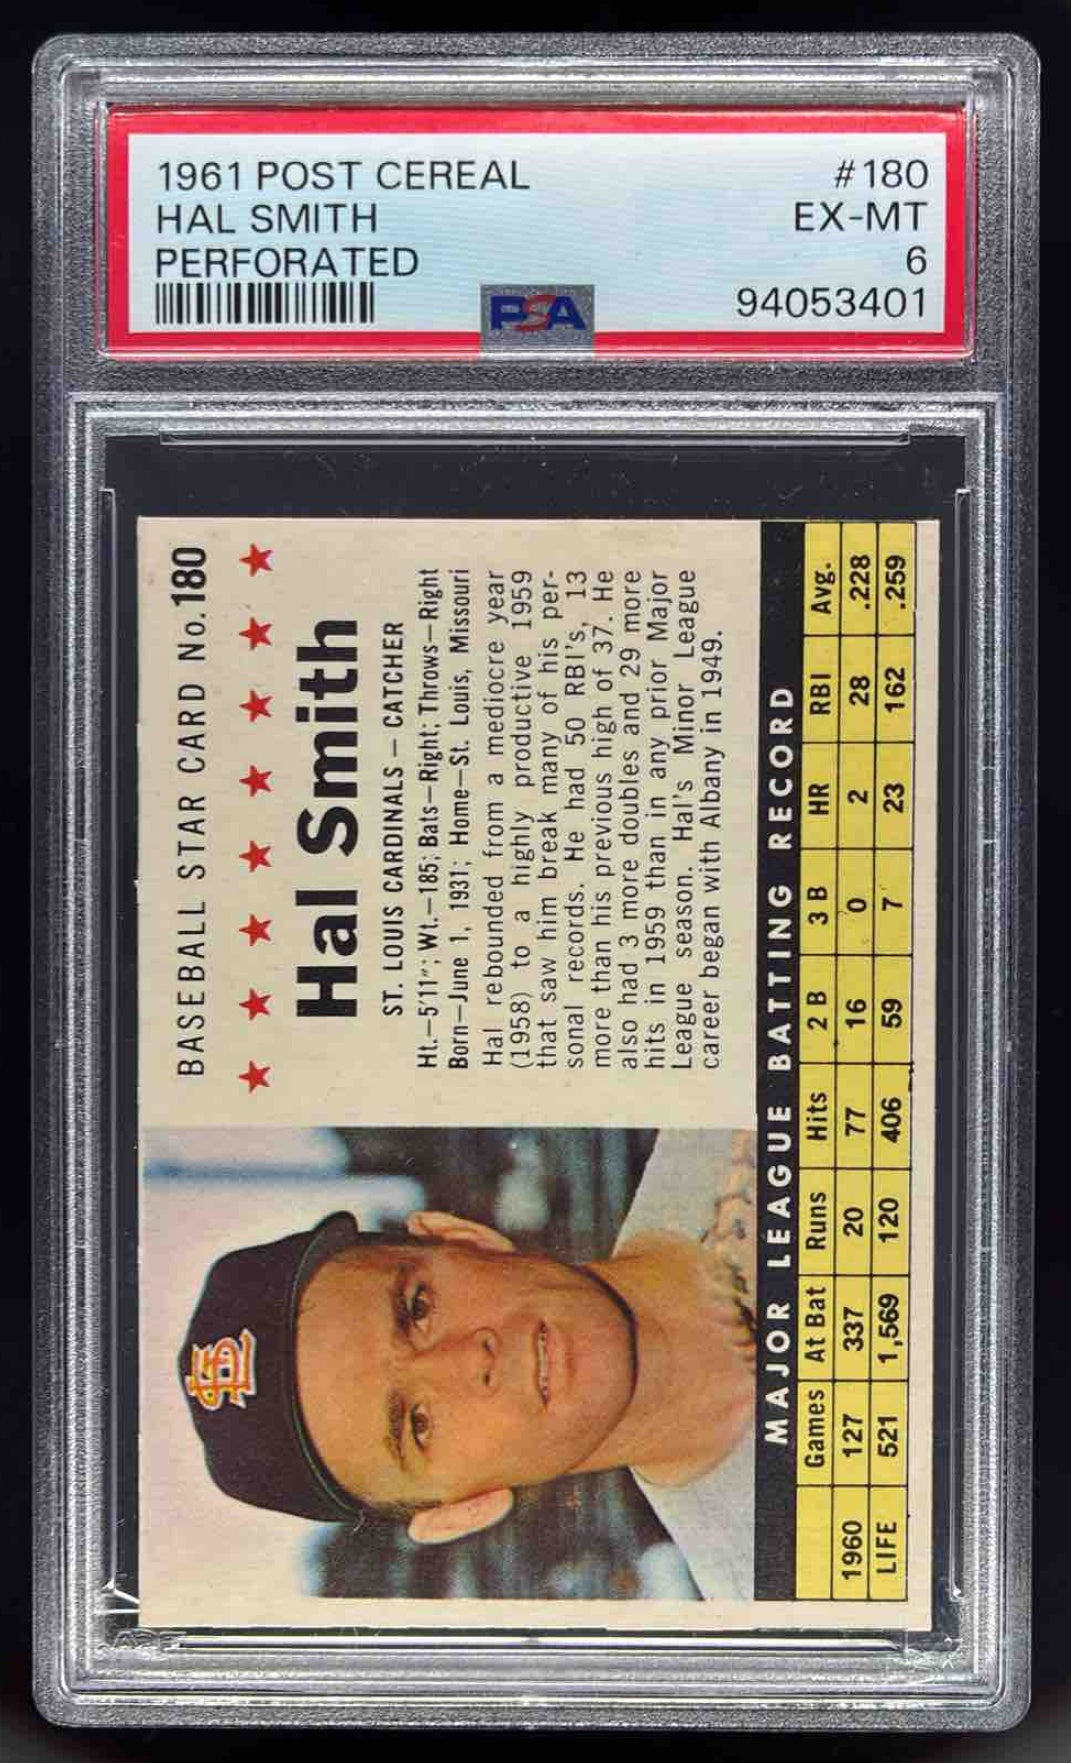 1961 POST CEREAL #180
HAL SMITH EX-MT
PERFORATED 6
94053401
PSA
BASEBALL STAR CARD No.180
Hal Smith
ST. LOUIS CARDINALS – CATCHER
Ht.–5'11"; Wt.–185; Bats–Right; Throws–Right
Born–June 1, 1931; Home–St. Louis, Missouri
Hal rebounded from a mediocre year
(1958) to a highly productive 1959
that saw him break many of his per-
sonal records. He had 50 RBI's, 13
more than his previous high of 37. He
also had 3 more doubles and 29 more
hits in 1959 than in any prior Major
League season. Hal's Minor League
career began with Albany in 1949.
StL
MAJOR LEAGUE BATTING RECORD
Games At Bat Runs Hits 2 B 3 B HR RBI Avg.
1960 127 337 20 77 16 0 2 28 .228
LIFE 521 1,569 120 406 59 7 23 162 .259